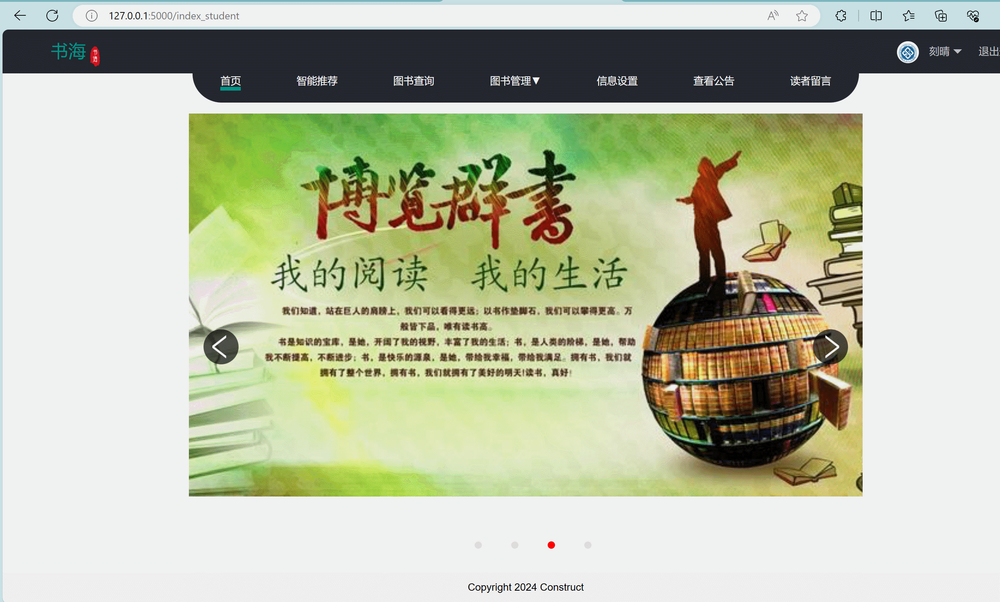 127.0.0.1:5000/index_student
书海
书海
刻晴
退出
首页
智能推荐
图书查询
图书管理▼
信息设置
查看公告
读者留言
博览群書
我的阅读 我的生活
我们知道，站在巨人的肩膀上，我们可以看得更远；以书作垫脚石，我们可以攀得更高。万
般皆下品，唯有读书高。
书是知识的宝库，是她，开阔了我的视野，丰富了我的生活；书，是人类的阶梯，是她，帮助
我不断提高，不断进步；书，是快乐的源泉，是她，带给我幸福，带给我满足。拥有书，我们就
拥有了整个世界，拥有书，我们就拥有了美好的明天!读书，真好!
Copyright 2024 Construct